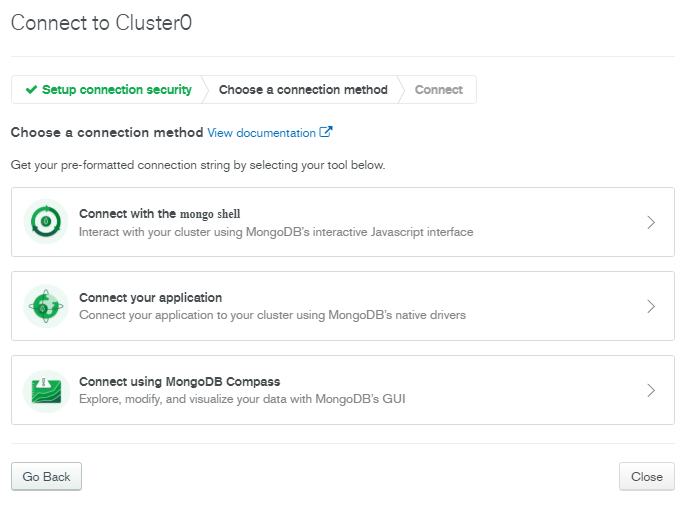 Connect to Cluster0
Setup connection security
Choose a connection method
Connect
Choose a connection method View documentation
Get your pre-formatted connection string by selecting your tool below.
Connect with the mongo shell
Interact with your cluster using MongoDB's interactive Javascript interface
Connect your application
Connect your application to your cluster using MongoDB's native drivers
Connect using MongoDB Compass
Explore, modify, and visualize your data with MongoDB's GUI
Go Back
Close